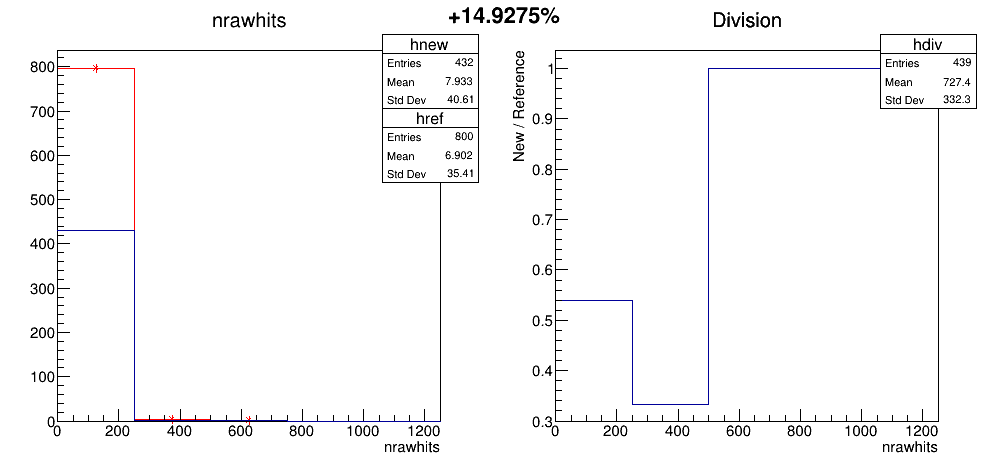 +14.9275%
nrawhits
hnew
Entries 432
Mean 7.933
Std Dev 40.61
href
Entries 800
Mean 6.902
Std Dev 35.41
800
700
600
500
400
300
200
100
0
0 200 400 600 800 1000 1200
nrawhits
Division
hdiv
Entries 439
Mean 727.4
Std Dev 332.3
New / Reference
1
0.9
0.8
0.7
0.6
0.5
0.4
0.3
0 200 400 600 800 1000 1200
nrawhits